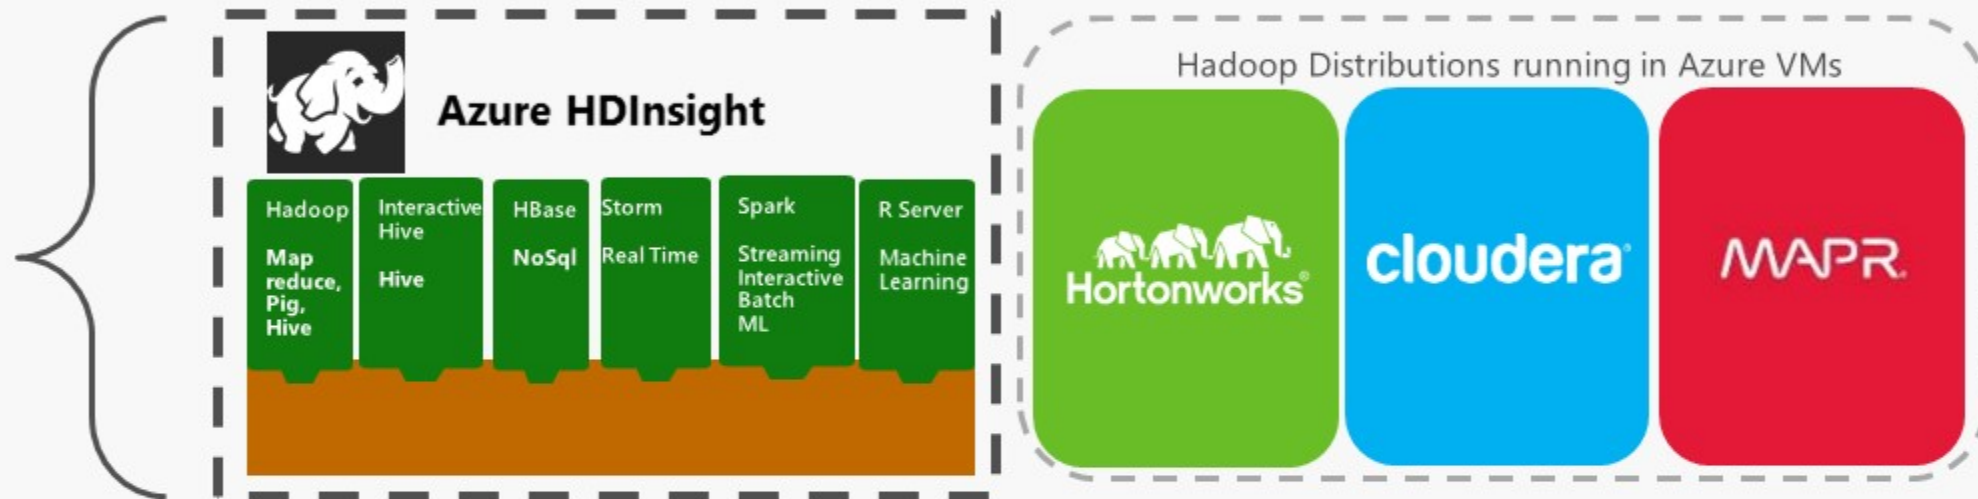 Azure HDInsight
Hadoop
Map
reduce,
Pig,
Hive
Interactive
Hive
Hive
HBase
NoSql
Storm
Real Time
Spark
Streaming
Interactive
Batch
ML
R Server
Machine
Learning
Hadoop Distributions running in Azure VMs
Hortonworks®
cloudera®
MAPR.